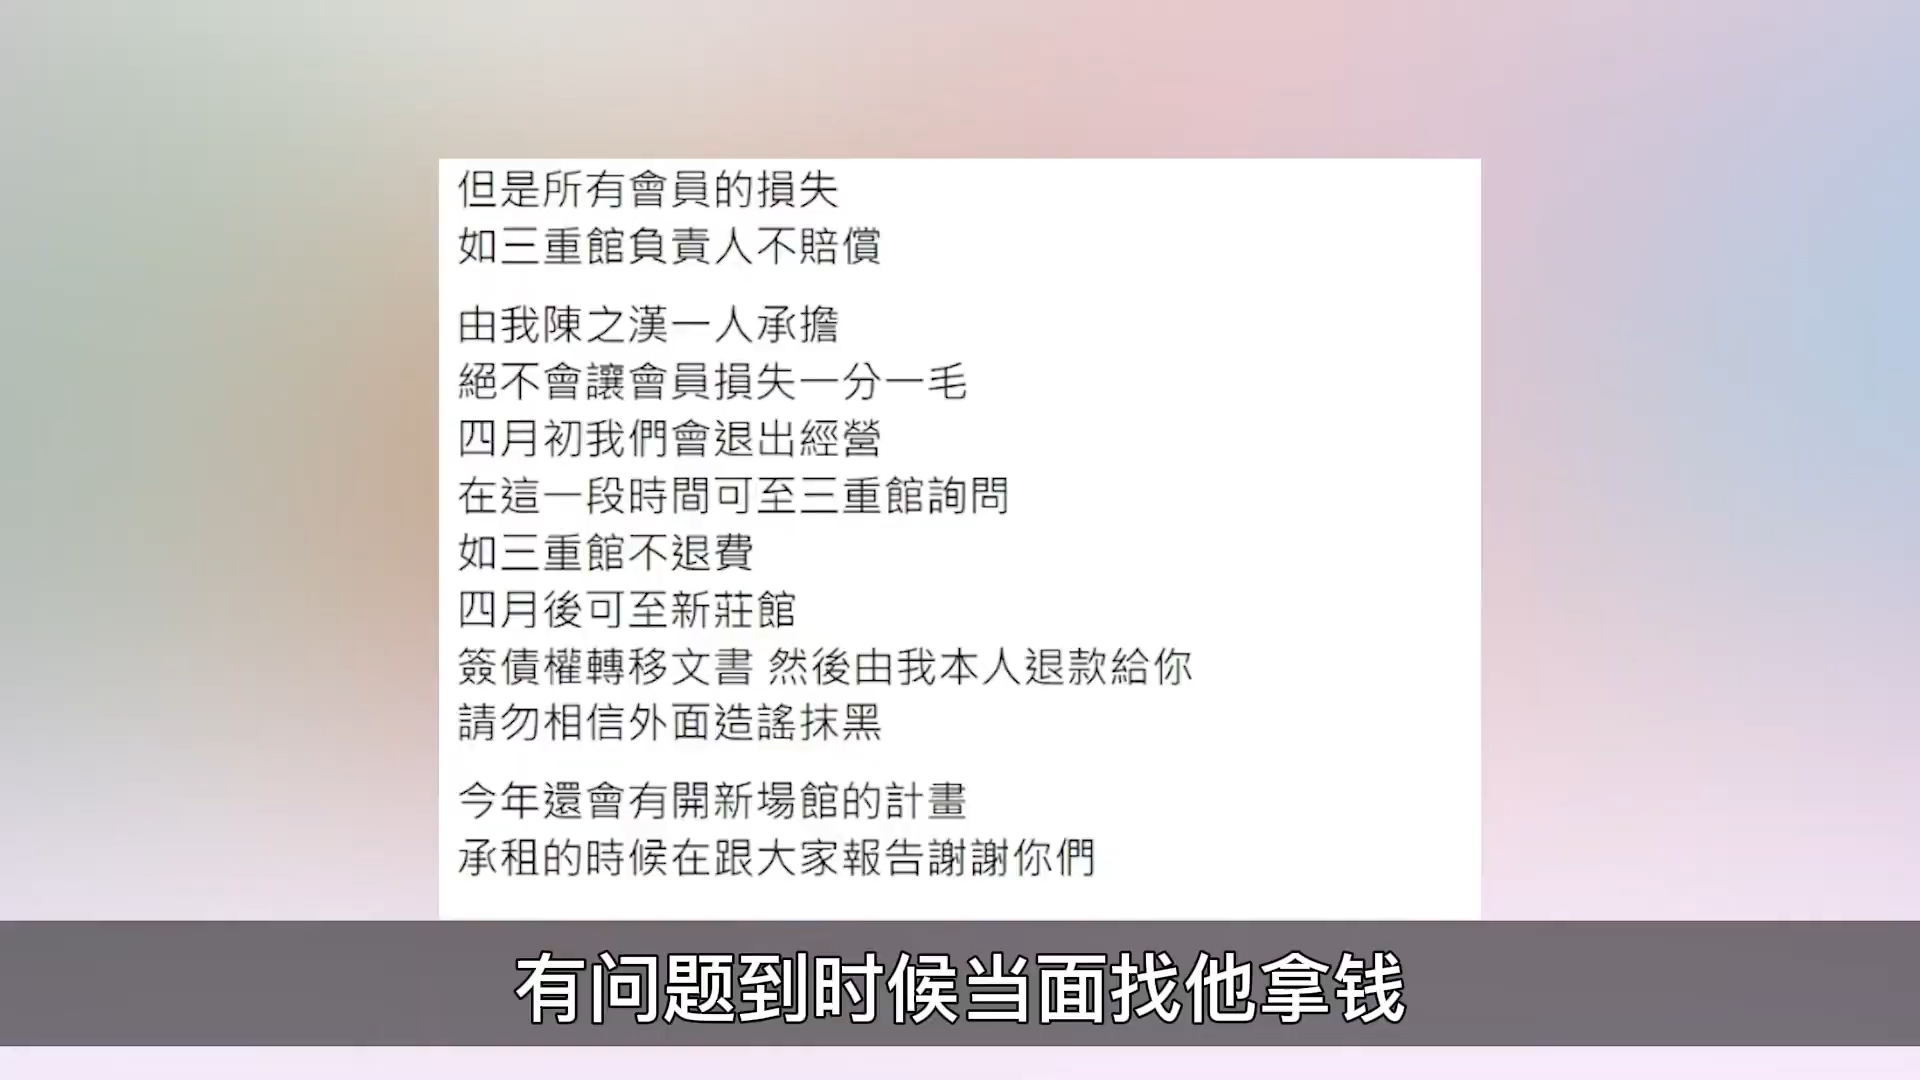 但是所有會員的損失
如三重館負責人不賠償
由我陳之漢一人承擔
絕不會讓會員損失一分一毛
四月初我們會退出經營
在這一段時間可至三重館詢問
如三重館不退費
四月後可至新莊館
簽債權轉移文書 然後由我本人退款給你
請勿相信外面造謠抹黑
今年還會有開新場館的計畫
承租的時候在跟大家報告謝謝你們
有问题到时候当面找他拿钱